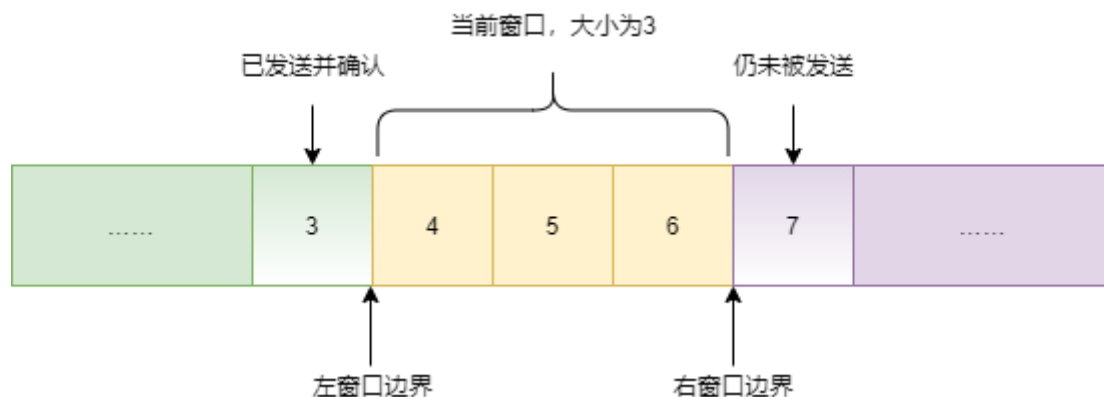 当前窗口，大小为3
已发送并确认
仍未被发送
…… 3 4 5 6 7 ……
左窗口边界
右窗口边界